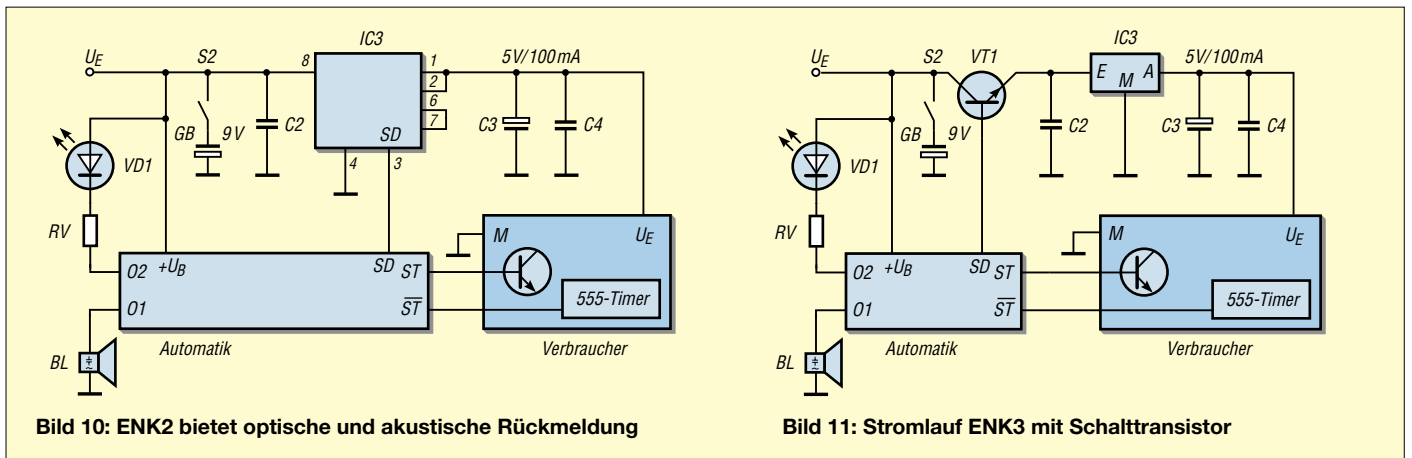 IC3
U_E
S2
8
1
5V/100mA
2
6
7
GB
9V
C2
SD
C3
C4
VD1
4
3
RV
M
U_E
O2
+U_B
SD
ST
555-Timer
O1
S̅T̅
BL
Automatik
Verbraucher
Bild 10: ENK2 bietet optische und akustische Rückmeldung
IC3
U_E
S2
VT1
5V/100mA
E
M
A
GB
9V
C2
C3
C4
VD1
RV
M
U_E
O2
+U_B
SD
ST
555-Timer
O1
S̅T̅
BL
Automatik
Verbraucher
Bild 11: Stromlauf ENK3 mit Schalttransistor